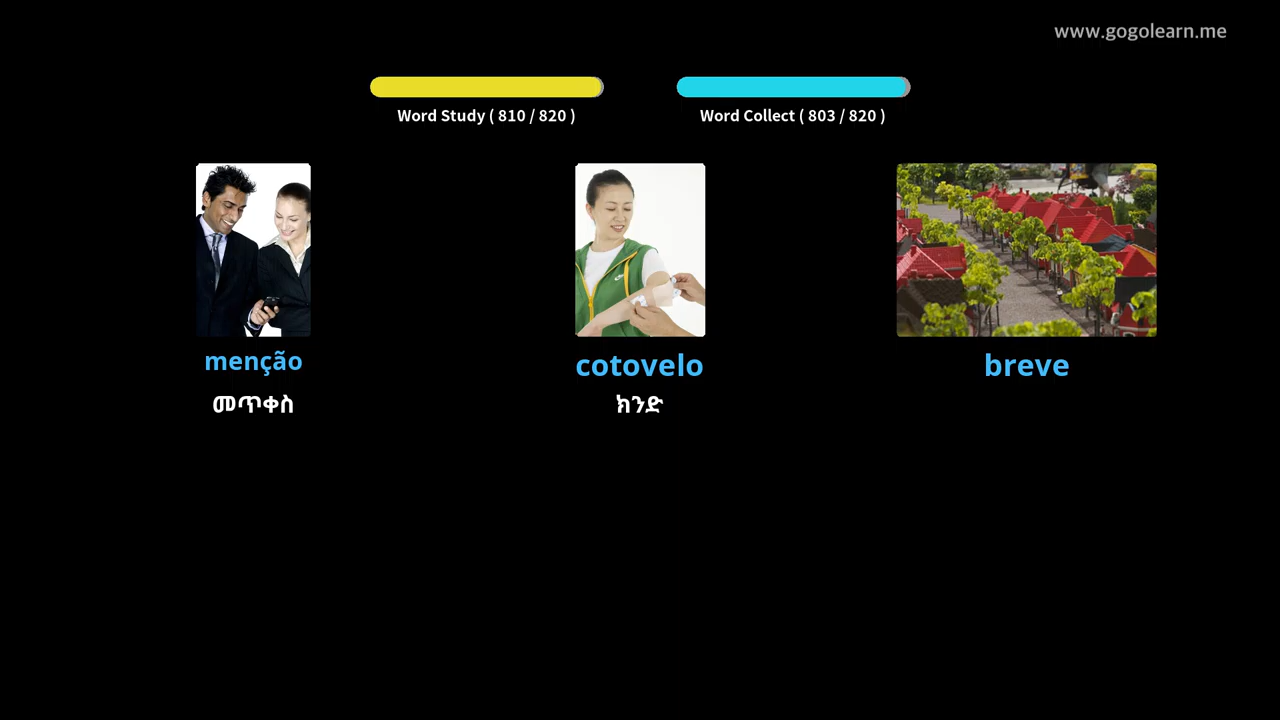 www.gogolearn.me
Word Study ( 810 / 820 )
Word Collect ( 803 / 820 )
menção
cotovelo
breve
መጥቀስ
ክንድ